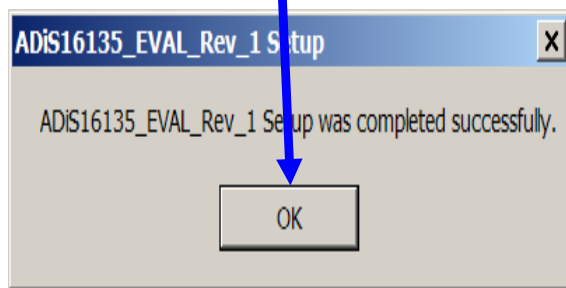 ADiS16135_EVAL_Rev_1 Setup
ADiS16135_EVAL_Rev_1 Setup was completed successfully.
OK